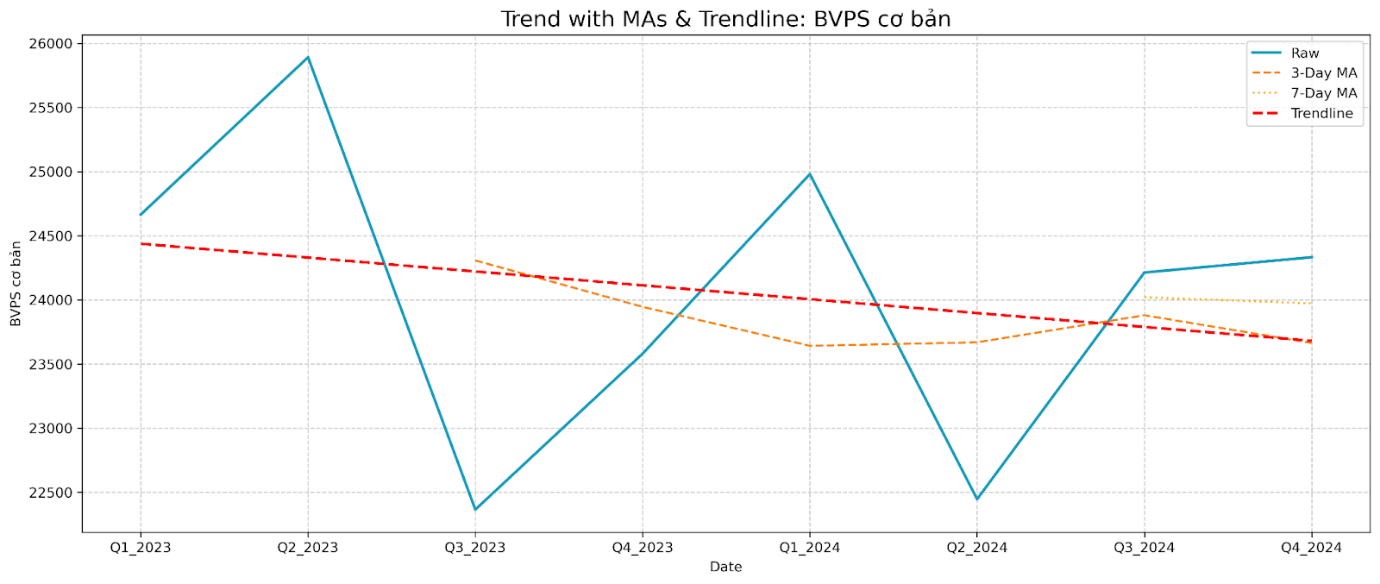 Trend with MAs & Trendline: BVPS cơ bản
26000
25500
25000
24500
24000
23500
23000
22500
BVPS cơ bản
Raw
3-Day MA
7-Day MA
Trendline
Q1_2023
Q2_2023
Q3_2023
Q4_2023
Q1_2024
Q2_2024
Q3_2024
Q4_2024
Date